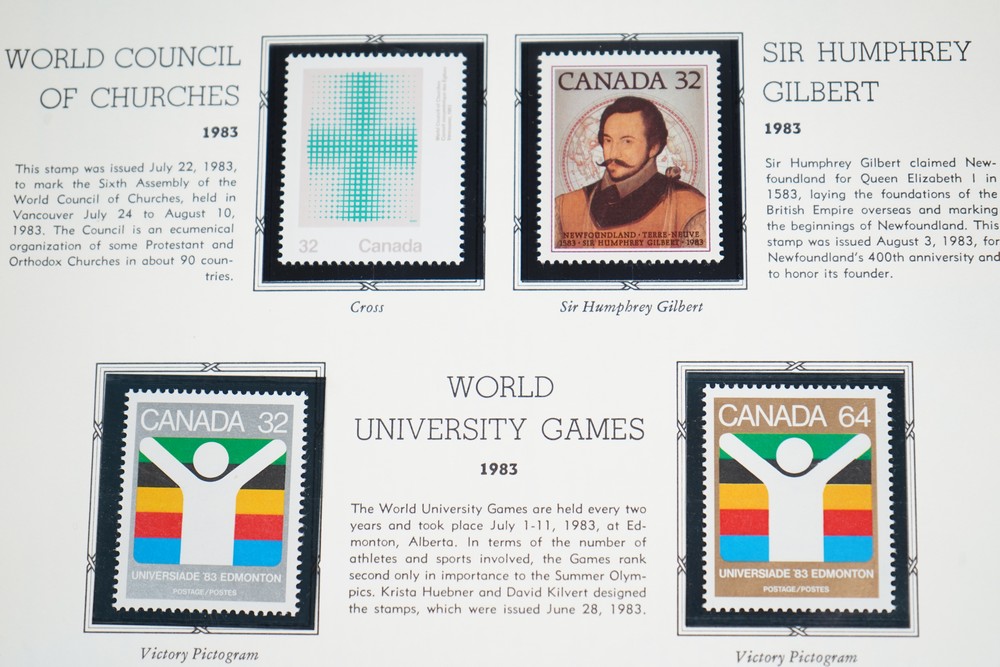 WORLD COUNCIL
OF CHURCHES
1983
This stamp was issued July 22, 1983,
to mark the Sixth Assembly of the
World Council of Churches, held in
Vancouver July 24 to August 10,
1983. The Council is an ecumenical
organization of some Protestant and
Orthodox Churches in about 90 coun-
tries.
32 Canada
Cross
CANADA 32
NEWFOUNDLAND · TERRE-NEUVE
1583 · SIR HUMPHREY GILBERT · 1983
Sir Humphrey Gilbert
SIR HUMPHREY
GILBERT
1983
Sir Humphrey Gilbert claimed New-
foundland for Queen Elizabeth I in
1583, laying the foundations of the
British Empire overseas and marking
the beginnings of Newfoundland. This
stamp was issued August 3, 1983, for
Newfoundland's 400th anniversary and
to honor its founder.
CANADA 32
UNIVERSIADE '83 EDMONTON
POSTAGE/POSTES
Victory Pictogram
WORLD
UNIVERSITY GAMES
1983
The World University Games are held every two
years and took place July 1-11, 1983, at Ed-
monton, Alberta. In terms of the number of
athletes and sports involved, the Games rank
second only in importance to the Summer Olym-
pics. Krista Huebner and David Kilvert designed
the stamps, which were issued June 28, 1983.
CANADA 64
UNIVERSIADE '83 EDMONTON
POSTAGE/POSTES
Victory Pictogram